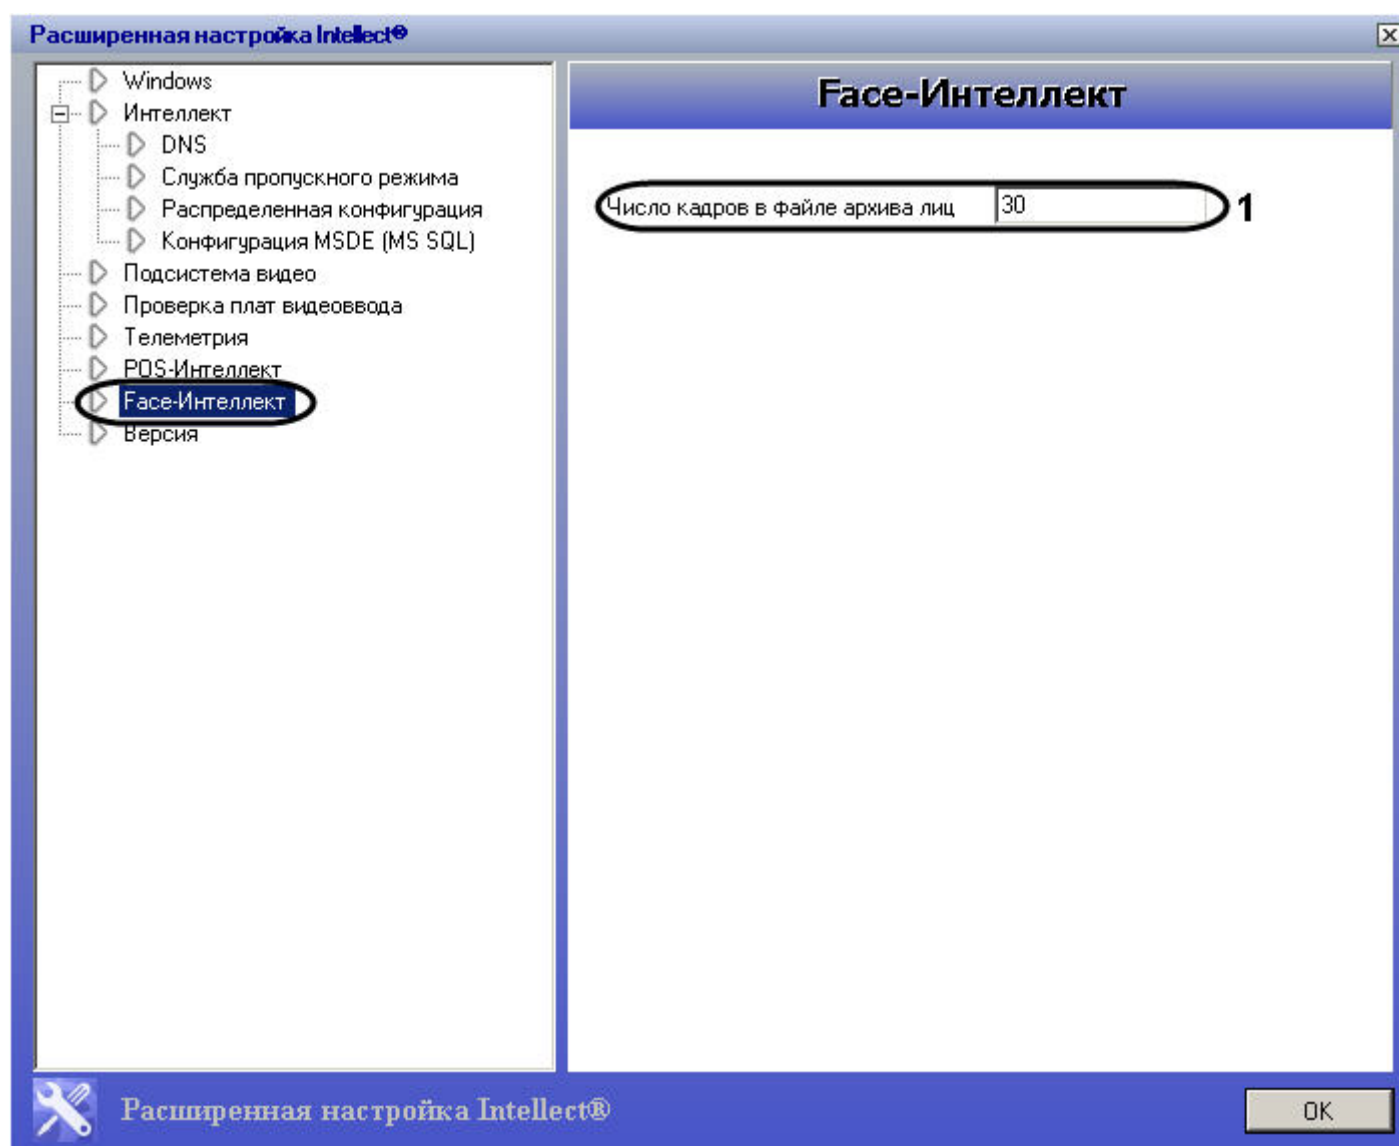 Расширенная настройка Intellect®
Windows
Интеллект
DNS
Служба пропускного режима
Распределенная конфигурация
Конфигурация MSDE (MS SQL)
Подсистема видео
Проверка плат видеоввода
Телеметрия
POS-Интеллект
Face-Интеллект
Версия
Face-Интеллект
Число кадров в файле архива лиц 30 1
Расширенная настройка Intellect®
OK